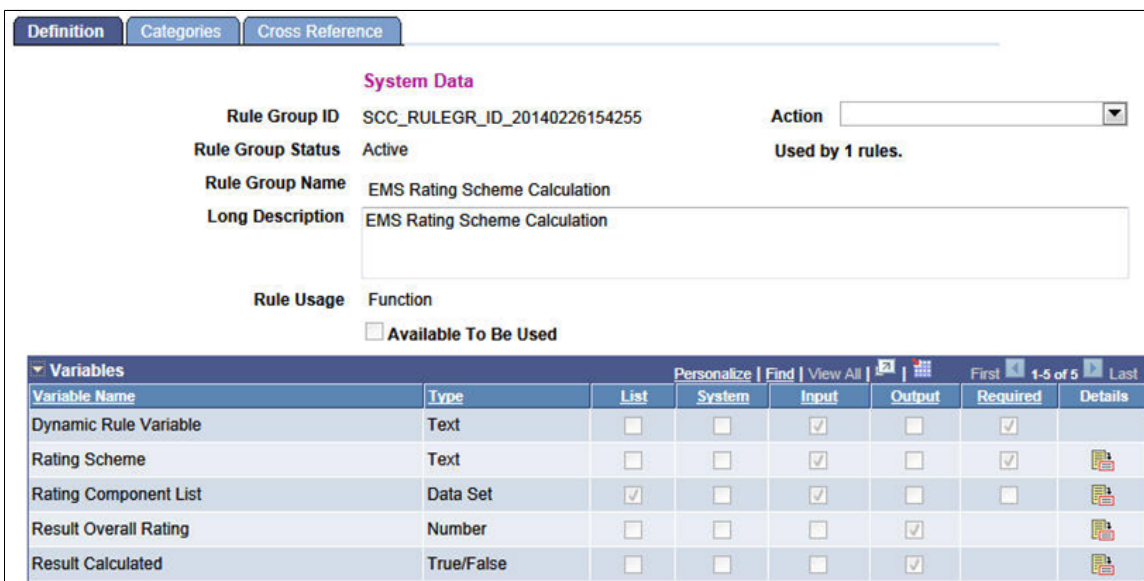 Definition Categories Cross Reference
System Data
Rule Group ID SCC_RULEGR_ID_20140226154255 Action
Rule Group Status Active Used by 1 rules.
Rule Group Name EMS Rating Scheme Calculation
Long Description EMS Rating Scheme Calculation
Rule Usage Function
Available To Be Used
Variables Personalize | Find | View All | | First 1-5 of 5 Last
Variable Name Type List System Input Output Required Details
Dynamic Rule Variable Text
Rating Scheme Text
Rating Component List Data Set
Result Overall Rating Number
Result Calculated True/False